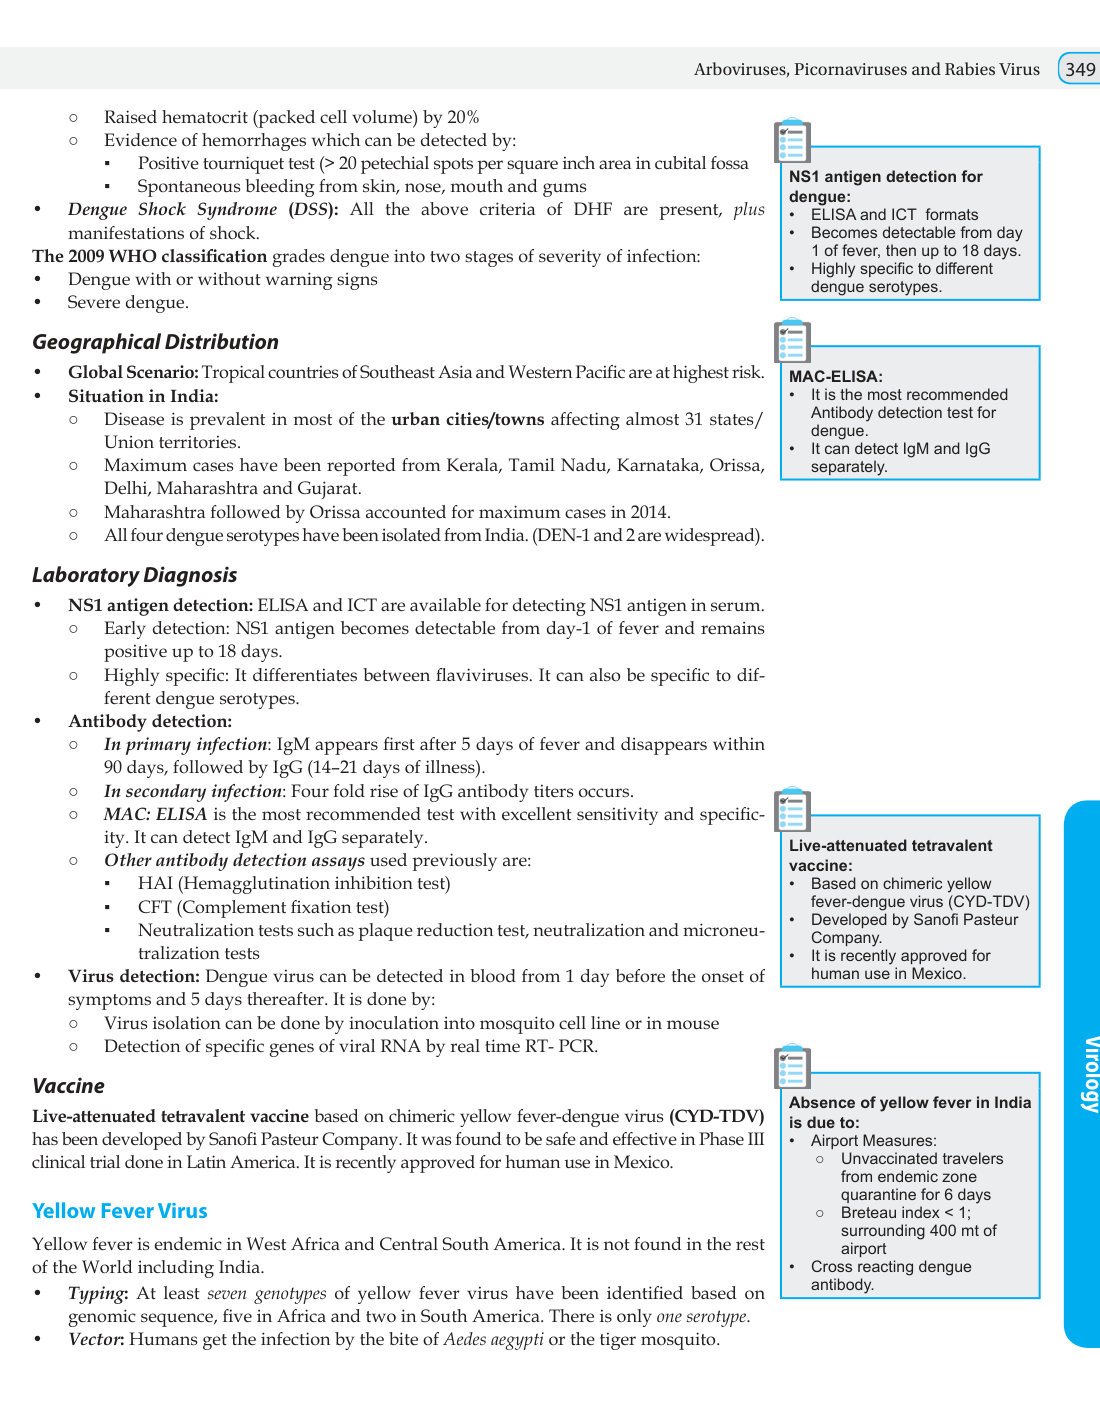 Arboviruses, Picornaviruses and Rabies Virus 349
○ Raised hematocrit (packed cell volume) by 20%
○ Evidence of hemorrhages which can be detected by:
▪ Positive tourniquet test (> 20 petechial spots per square inch area in cubital fossa
▪ Spontaneous bleeding from skin, nose, mouth and gums
• Dengue Shock Syndrome (DSS): All the above criteria of DHF are present, plus
manifestations of shock.
The 2009 WHO classification grades dengue into two stages of severity of infection:
• Dengue with or without warning signs
• Severe dengue.
Geographical Distribution
• Global Scenario: Tropical countries of Southeast Asia and Western Pacific are at highest risk.
• Situation in India:
○ Disease is prevalent in most of the urban cities/towns affecting almost 31 states/
Union territories.
○ Maximum cases have been reported from Kerala, Tamil Nadu, Karnataka, Orissa,
Delhi, Maharashtra and Gujarat.
○ Maharashtra followed by Orissa accounted for maximum cases in 2014.
○ All four dengue serotypes have been isolated from India. (DEN-1 and 2 are widespread).
Laboratory Diagnosis
• NS1 antigen detection: ELISA and ICT are available for detecting NS1 antigen in serum.
○ Early detection: NS1 antigen becomes detectable from day-1 of fever and remains
positive up to 18 days.
○ Highly specific: It differentiates between flaviviruses. It can also be specific to dif-
ferent dengue serotypes.
• Antibody detection:
○ In primary infection: IgM appears first after 5 days of fever and disappears within
90 days, followed by IgG (14–21 days of illness).
○ In secondary infection: Four fold rise of IgG antibody titers occurs.
○ MAC: ELISA is the most recommended test with excellent sensitivity and specific-
ity. It can detect IgM and IgG separately.
○ Other antibody detection assays used previously are:
▪ HAI (Hemagglutination inhibition test)
▪ CFT (Complement fixation test)
▪ Neutralization tests such as plaque reduction test, neutralization and microneu-
tralization tests
• Virus detection: Dengue virus can be detected in blood from 1 day before the onset of
symptoms and 5 days thereafter. It is done by:
○ Virus isolation can be done by inoculation into mosquito cell line or in mouse
○ Detection of specific genes of viral RNA by real time RT- PCR.
Vaccine
Live-attenuated tetravalent vaccine based on chimeric yellow fever-dengue virus (CYD-TDV)
has been developed by Sanofi Pasteur Company. It was found to be safe and effective in Phase III
clinical trial done in Latin America. It is recently approved for human use in Mexico.
Yellow Fever Virus
Yellow fever is endemic in West Africa and Central South America. It is not found in the rest
of the World including India.
• Typing: At least seven genotypes of yellow fever virus have been identified based on
genomic sequence, five in Africa and two in South America. There is only one serotype.
• Vector: Humans get the infection by the bite of Aedes aegypti or the tiger mosquito.
NS1 antigen detection for
dengue:
• ELISA and ICT formats
• Becomes detectable from day
1 of fever, then up to 18 days.
• Highly specific to different
dengue serotypes.
MAC-ELISA:
• It is the most recommended
Antibody detection test for
dengue.
• It can detect IgM and IgG
separately.
Live-attenuated tetravalent
vaccine:
• Based on chimeric yellow
fever-dengue virus (CYD-TDV)
• Developed by Sanofi Pasteur
Company.
• It is recently approved for
human use in Mexico.
Absence of yellow fever in India
is due to:
• Airport Measures:
○ Unvaccinated travelers
from endemic zone
quarantine for 6 days
○ Breteau index < 1;
surrounding 400 mt of
airport
• Cross reacting dengue
antibody.
Virology